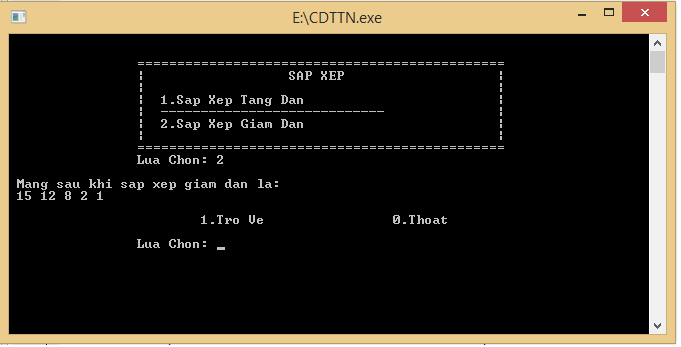 E:\CDTTN.exe
==============================================
SAP XEP
1.Sap Xep Tang Dan
----------------------------
2.Sap Xep Giam Dan
==============================================
Lua Chon: 2
Mang sau khi sap xep giam dan la:
15 12 8 2 1
1.Tro Ve 0.Thoat
Lua Chon: _